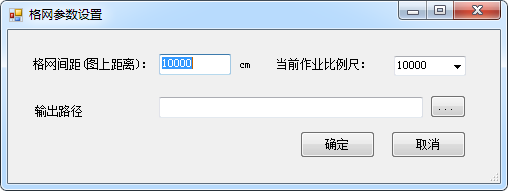 格网参数设置
格网间距(图上距离): 10000 cm 当前作业比例尺: 10000
输出路径 ...
确定 取消